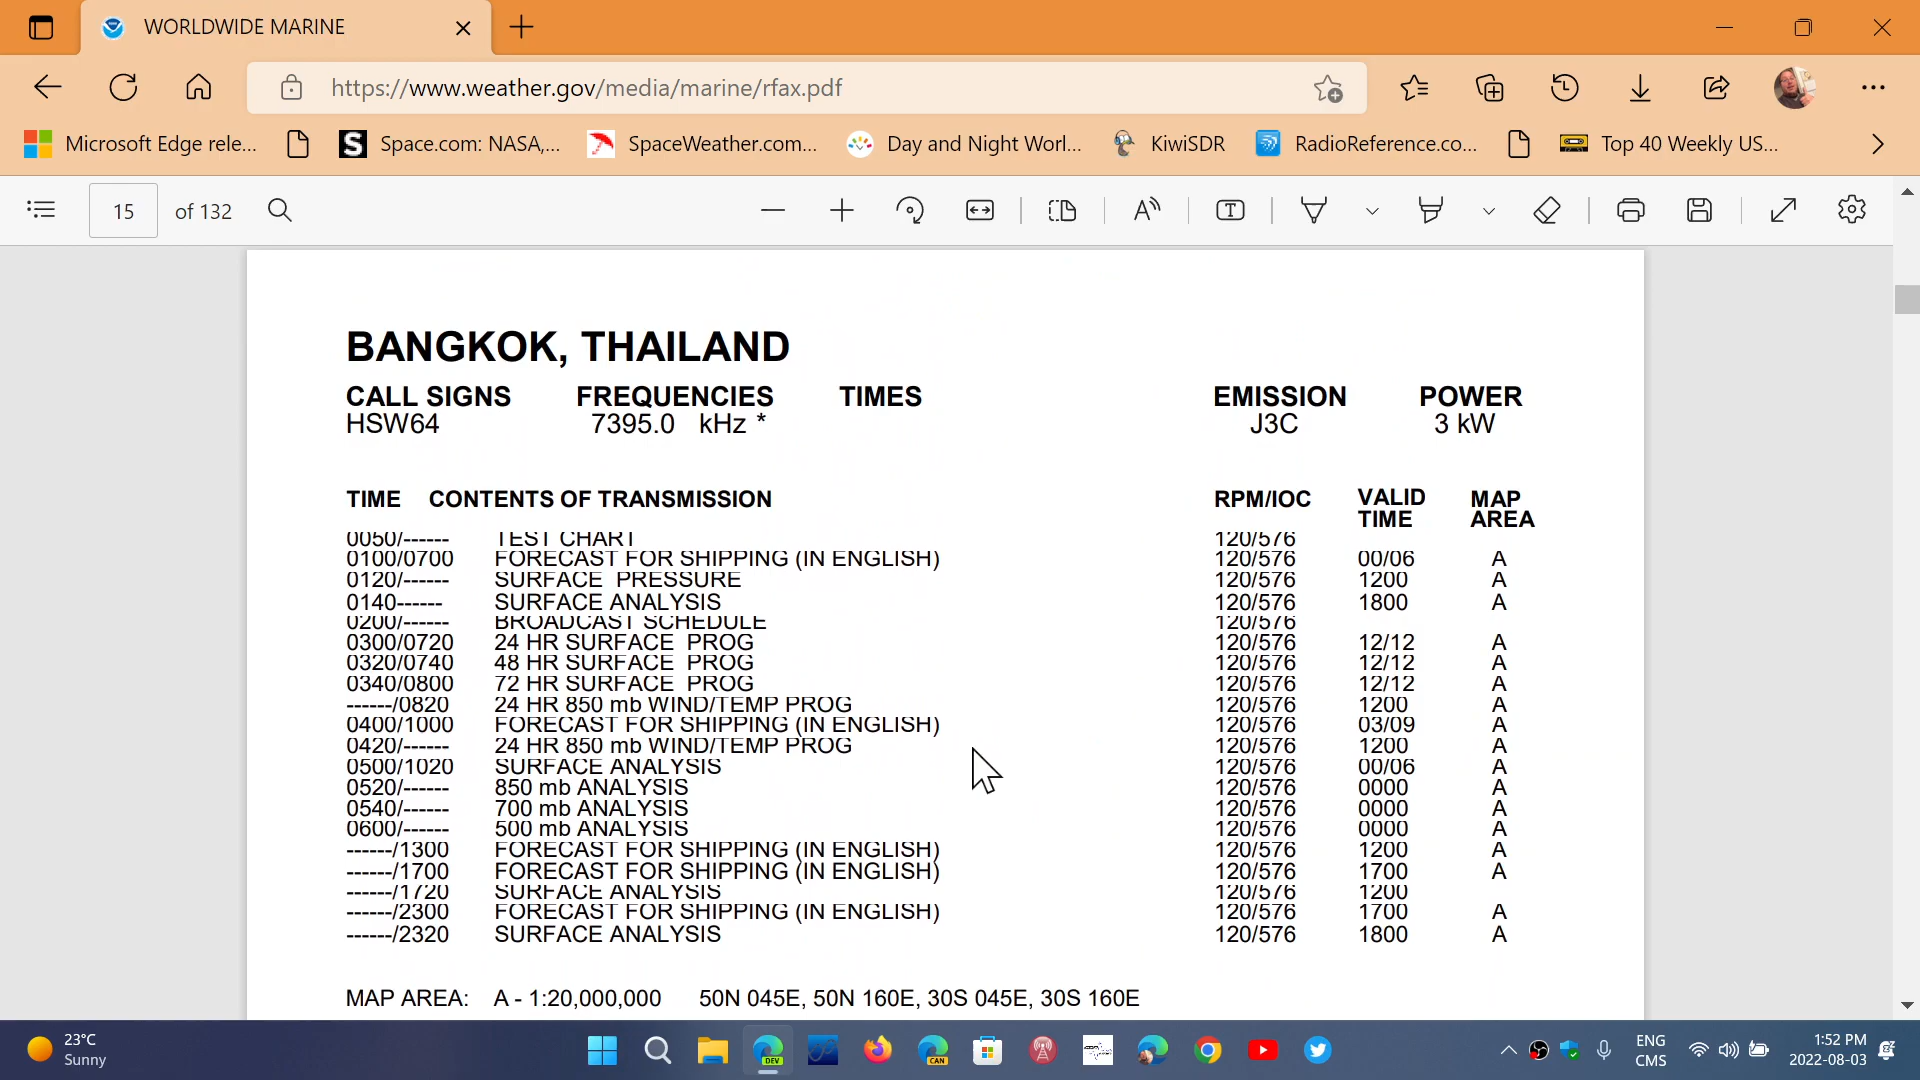 WORLDWIDE MARINE
https://www.weather.gov/media/marine/rfax.pdf
Microsoft Edge rele... Space.com: NASA,... SpaceWeather.com... Day and Night Worl... KiwiSDR RadioReference.co... Top 40 Weekly US...
15 of 132
BANGKOK, THAILAND
CALL SIGNS FREQUENCIES TIMES EMISSION POWER
HSW64 7395.0 kHz * J3C 3 kW
TIME CONTENTS OF TRANSMISSION RPM/IOC VALID TIME MAP AREA
0050/------ TEST CHART 120/576
0100/0700 FORECAST FOR SHIPPING (IN ENGLISH) 120/576 00/06 A
0120/------ SURFACE PRESSURE 120/576 1200 A
0140------ SURFACE ANALYSIS 120/576 1800 A
0200/------ BROADCAST SCHEDULE 120/576
0300/0720 24 HR SURFACE PROG 120/576 12/12 A
0320/0740 48 HR SURFACE PROG 120/576 12/12 A
0340/0800 72 HR SURFACE PROG 120/576 12/12 A
------/0820 24 HR 850 mb WIND/TEMP PROG 120/576 1200 A
0400/1000 FORECAST FOR SHIPPING (IN ENGLISH) 120/576 03/09 A
0420/------ 24 HR 850 mb WIND/TEMP PROG 120/576 1200 A
0500/1020 SURFACE ANALYSIS 120/576 00/06 A
0520/------ 850 mb ANALYSIS 120/576 0000 A
0540/------ 700 mb ANALYSIS 120/576 0000 A
0600/------ 500 mb ANALYSIS 120/576 0000 A
------/1300 FORECAST FOR SHIPPING (IN ENGLISH) 120/576 1200 A
------/1700 FORECAST FOR SHIPPING (IN ENGLISH) 120/576 1700 A
------/1720 SURFACE ANALYSIS 120/576 1200
------/2300 FORECAST FOR SHIPPING (IN ENGLISH) 120/576 1700 A
------/2320 SURFACE ANALYSIS 120/576 1800 A
MAP AREA: A - 1:20,000,000 50N 045E, 50N 160E, 30S 045E, 30S 160E
23°C
Sunny
DEV
CAN
ENG
CMS
1:52 PM
2022-08-03